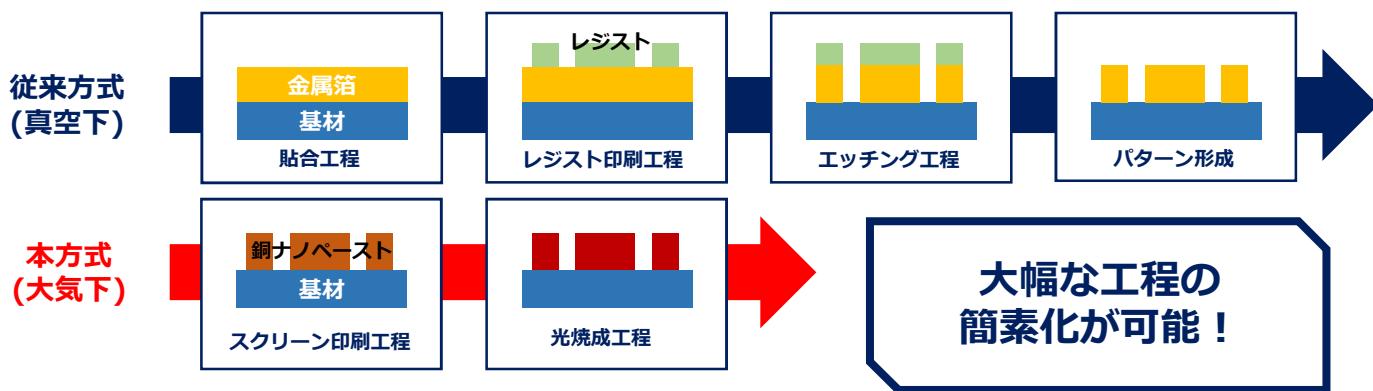 従来方式
(真空下)
金属箔
基材
貼合工程
レジスト
レジスト印刷工程
エッチング工程
パターン形成
本方式
(大気下)
銅ナノペースト
基材
スクリーン印刷工程
光焼成工程
大幅な工程の
簡素化が可能！